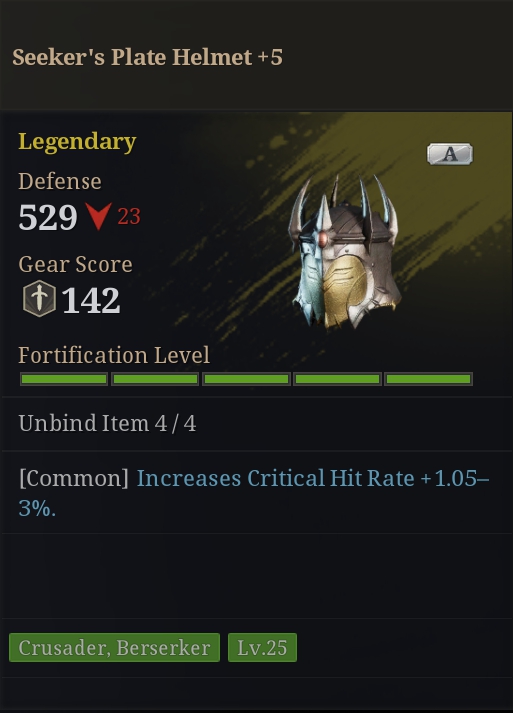 Seeker's Plate Helmet +5
Legendary
A
Defense
529 23
Gear Score
142
Fortification Level
Unbind Item 4 / 4
[Common] Increases Critical Hit Rate +1.05–
3%.
Crusader, Berserker Lv.25